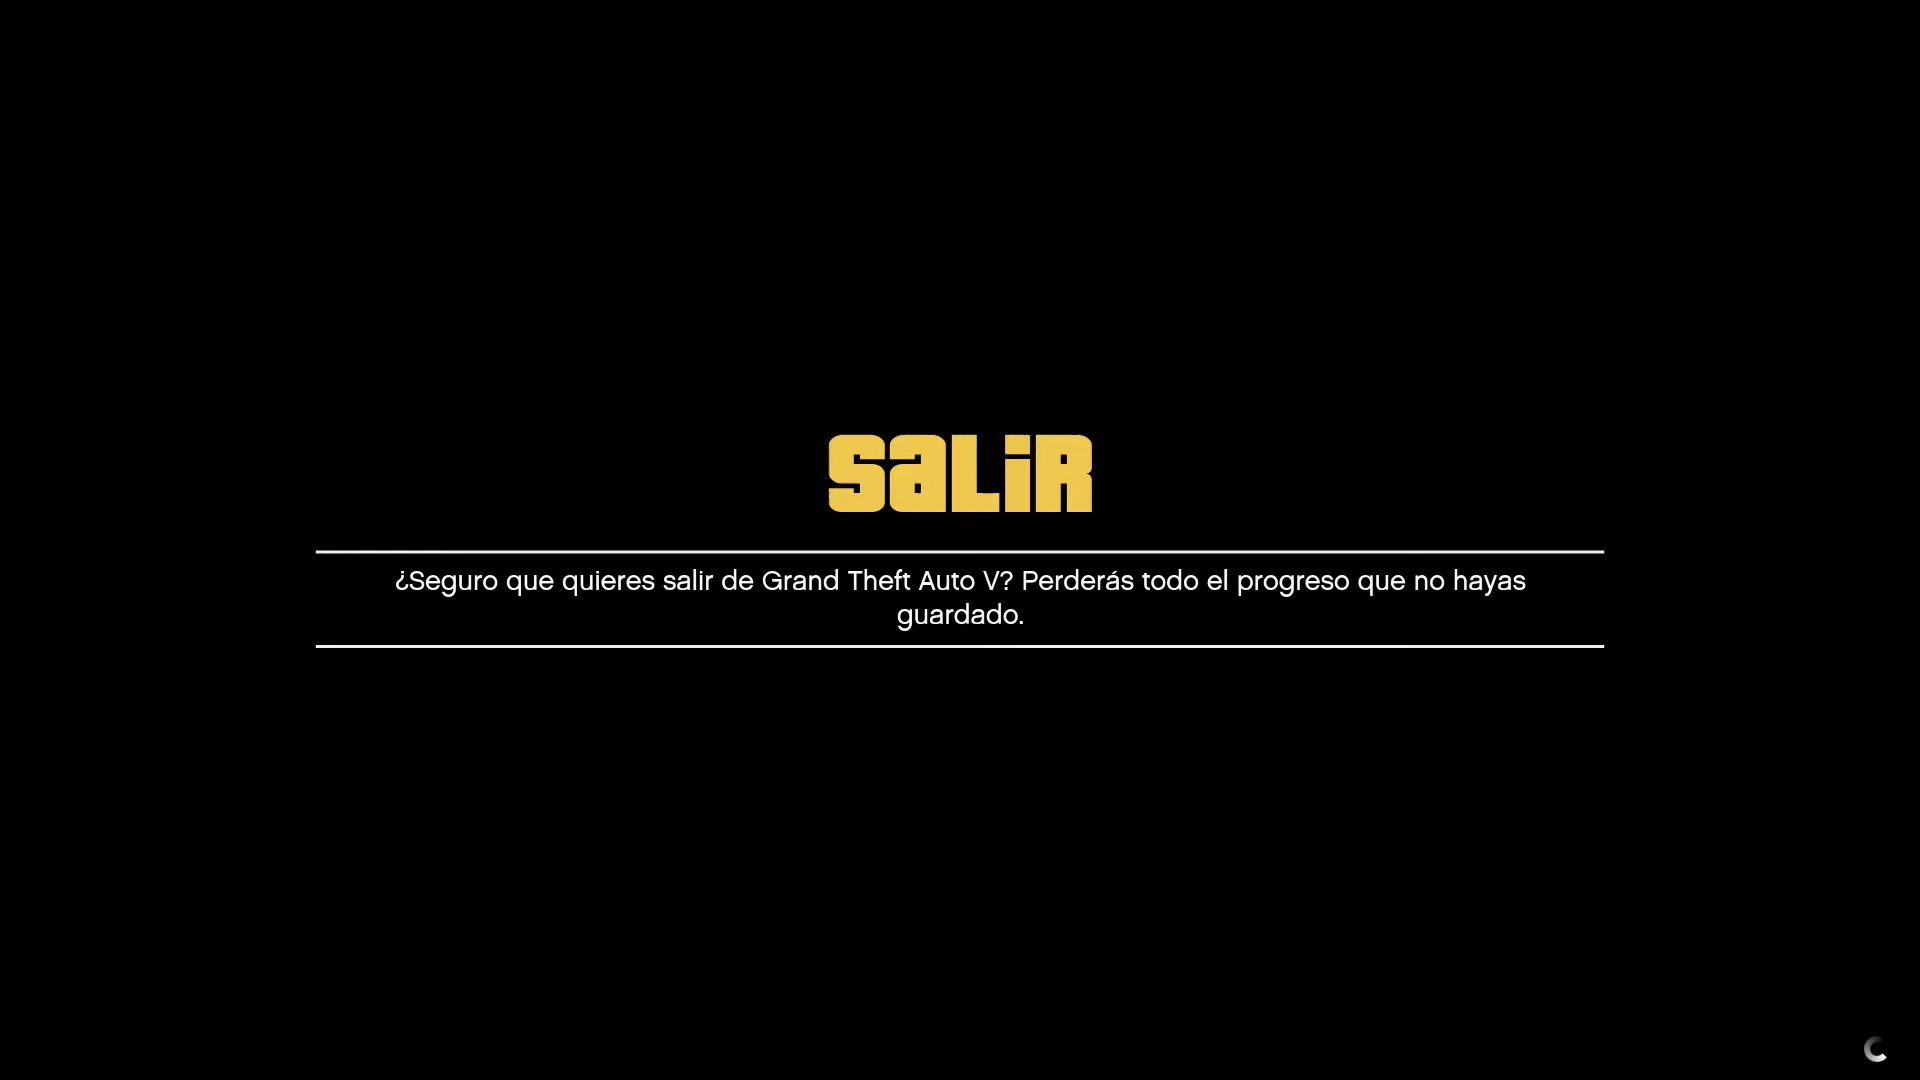 SaLiR
¿Seguro que quieres salir de Grand Theft Auto V? Perderás todo el progreso que no hayas
guardado.